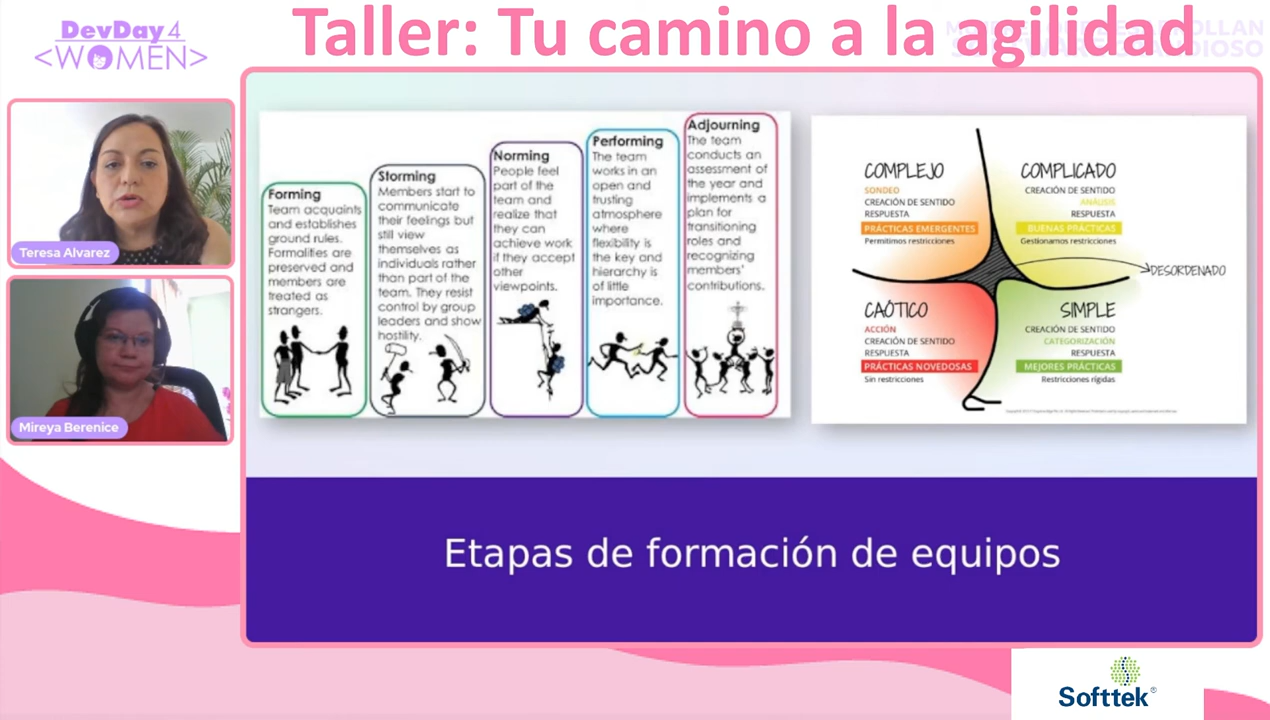 DevDay 4
<WOMEN>
Taller: Tu camino a la agilidad
Teresa Alvarez
Mireya Berenice
Forming
Team acquaints
and establishes
ground rules.
Formalities are
preserved and
members are
treated as
strangers.
Storming
Members start to
communicate
their feelings but
still view
themselves as
individuals rather
than part of the
team. They resist
control by group
leaders and show
hostility.
Norming
People feel
part of the
team and
realize that
they can
achieve work
if they accept
other
viewpoints.
Performing
The team
works in an
open and
trusting
atmosphere
where
flexibility is
the key and
hierarchy is
of little
importance.
Adjourning
The team
conducts an
assessment of
the year and
implements a
plan for
transitioning
roles and
recognizing
members'
contributions.
COMPLEJO
SONDEO
CREACIÓN DE SENTIDO
RESPUESTA
PRÁCTICAS EMERGENTES
Permitimos restricciones
COMPLICADO
CREACIÓN DE SENTIDO
ANÁLISIS
RESPUESTA
BUENAS PRÁCTICAS
Gestionamos restricciones
DESORDENADO
CAÓTICO
ACCIÓN
CREACIÓN DE SENTIDO
RESPUESTA
PRÁCTICAS NOVEDOSAS
Sin restricciones
SIMPLE
CREACIÓN DE SENTIDO
CATEGORIZACIÓN
RESPUESTA
MEJORES PRÁCTICAS
Restricciones rígidas
Etapas de formación de equipos
Softtek®